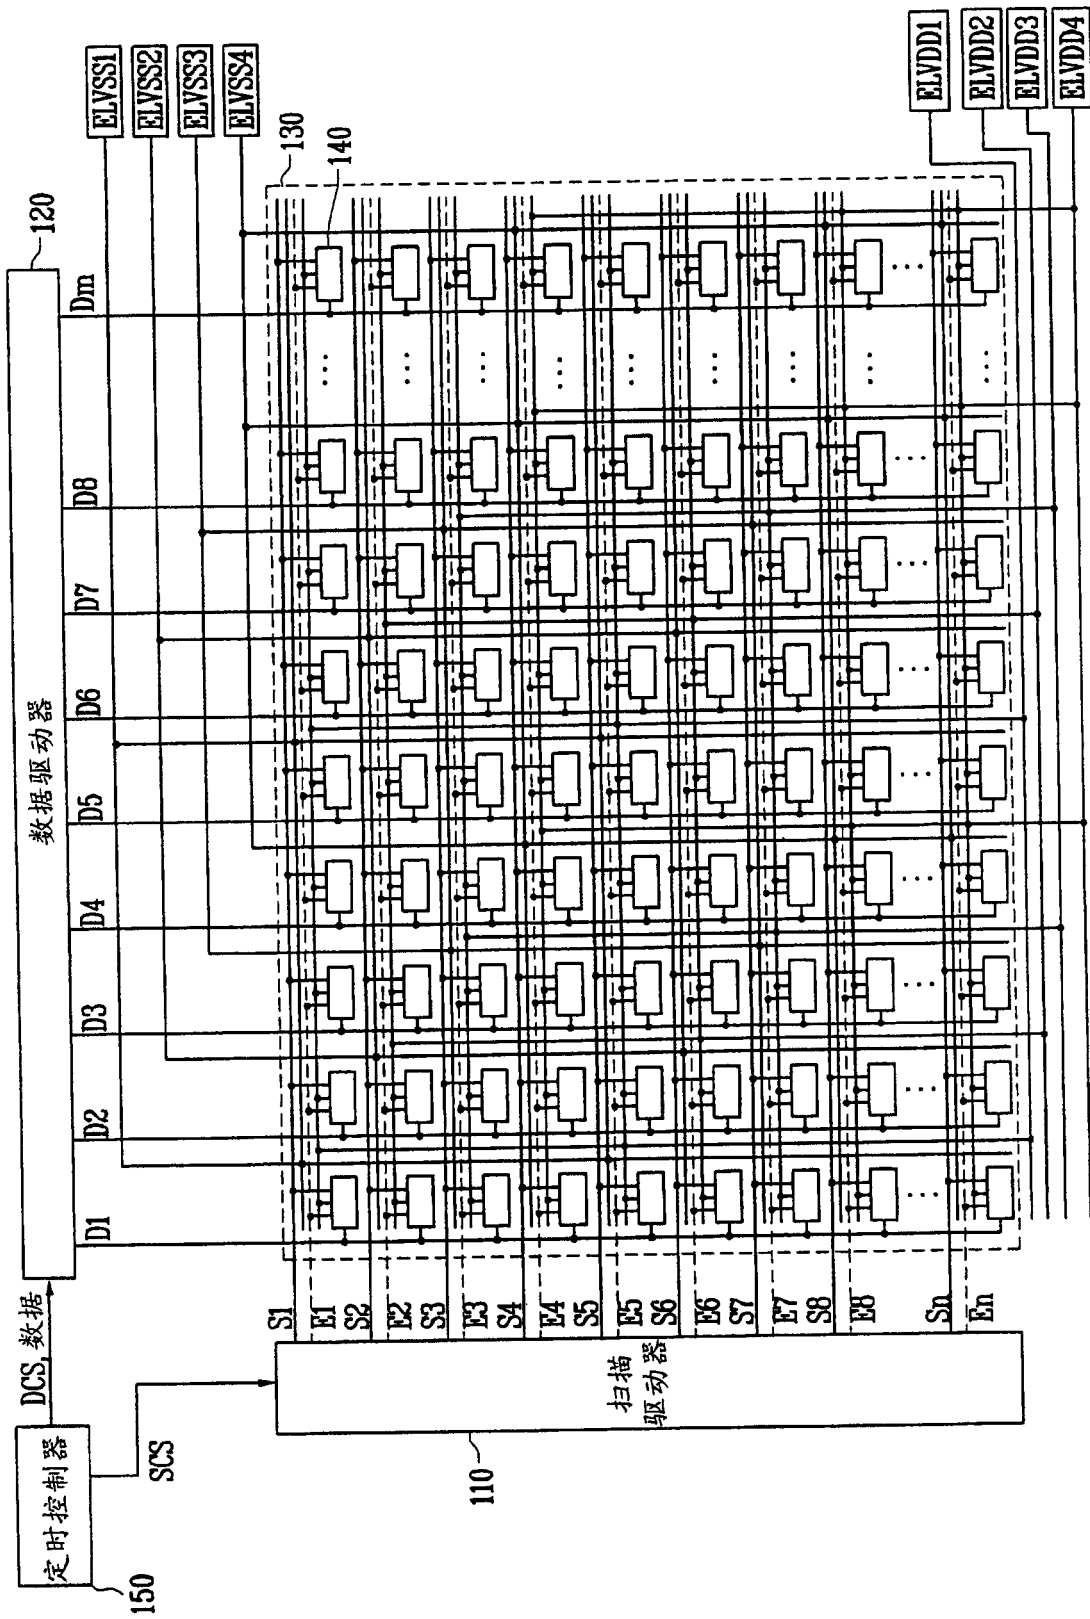 定时控制器
150
DCS, 数据
SCS
数据驱动器
120
D1
D2
D3
D4
D5
D6
D7
D8
Dm
ELVSS1
ELVSS2
ELVSS3
ELVSS4
130
140
扫描
驱动器
110
S1
E1
S2
E2
S3
E3
S4
E4
S5
E5
S6
E6
S7
E7
S8
E8
Sn
En
ELVDD1
ELVDD2
ELVDD3
ELVDD4